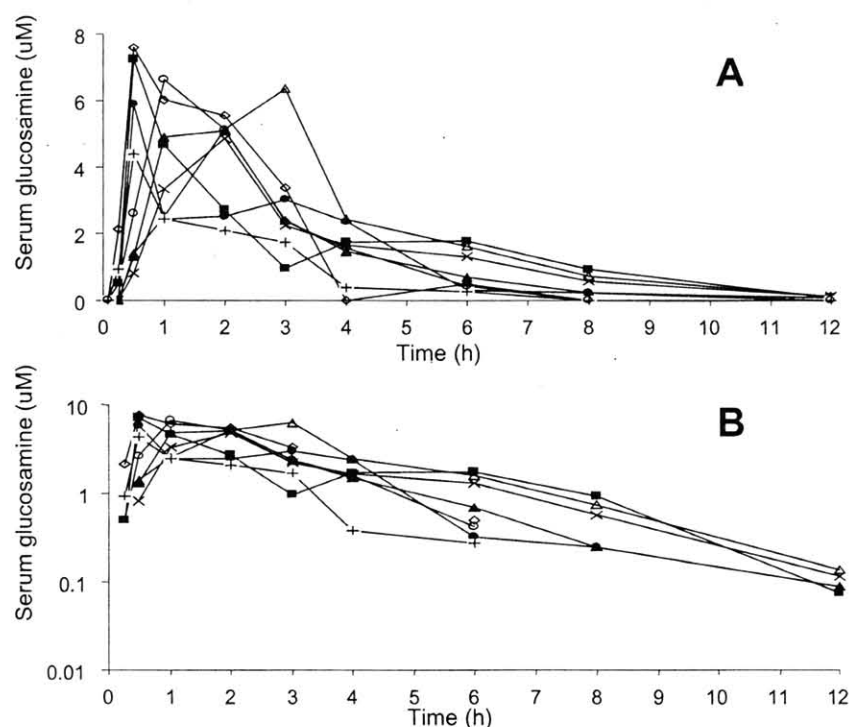 A
Serum glucosamine (uM)
8
6
4
2
0
0 1 2 3 4 5 6 7 8 9 10 11 12
Time (h)
B
Serum glucosamine (uM)
10
1
0.1
0.01
0 1 2 3 4 5 6 7 8 9 10 11 12
Time (h)